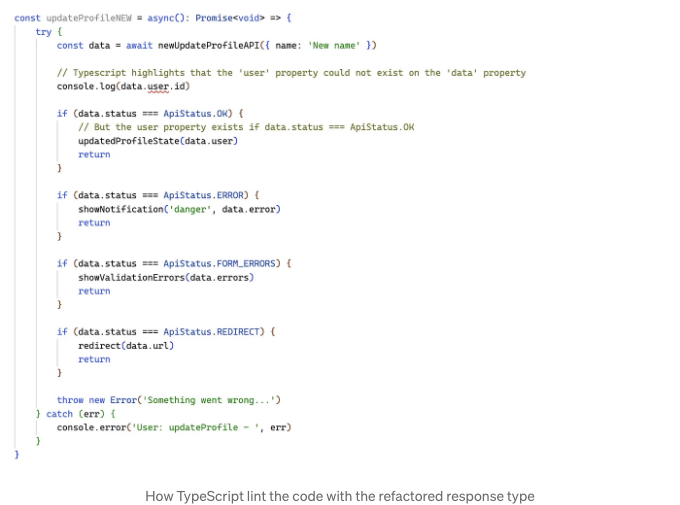 const updateProfileNEW = async(): Promise<void> => {
try {
const data = await newUpdateProfileAPI({ name: 'New name' })
// Typescript highlights that the 'user' property could not exist on the 'data' property
console.log(data.user.id)
if (data.status === ApiStatus.OK) {
// But the user property exists if data.status === ApiStatus.OK
updatedProfileState(data.user)
return
}
if (data.status === ApiStatus.ERROR) {
showNotification('danger', data.error)
return
}
if (data.status === ApiStatus.FORM_ERRORS) {
showValidationErrors(data.errors)
return
}
if (data.status === ApiStatus.REDIRECT) {
redirect(data.url)
return
}
throw new Error('Something went wrong...')
} catch (err) {
console.error('User: updateProfile - ', err)
}
}
How TypeScript lint the code with the refactored response type